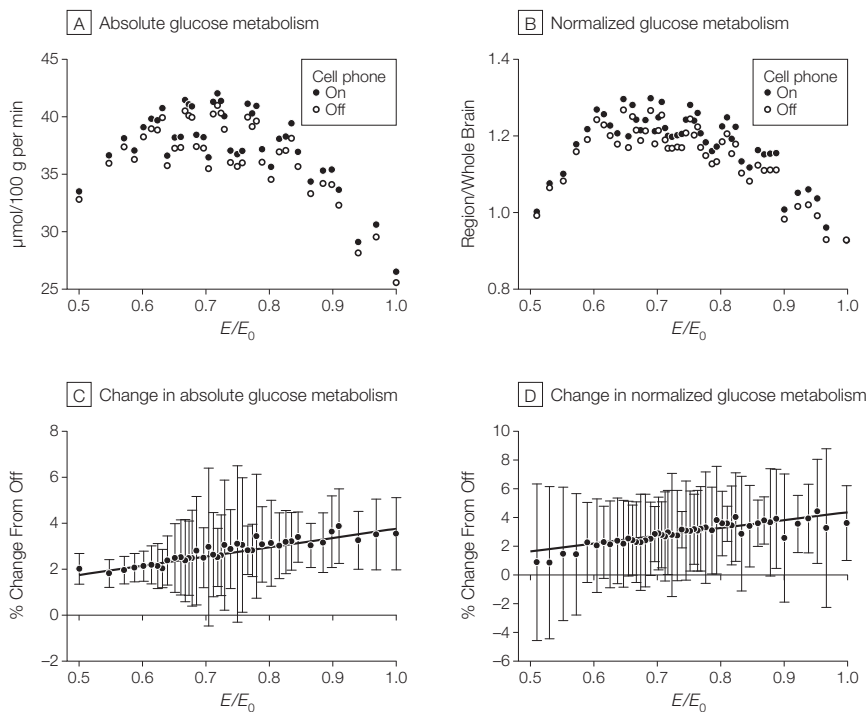 A Absolute glucose metabolism
45
40
35
30
25
µmol/100 g per min
Cell phone
On
Off
0.5 0.6 0.7 0.8 0.9 1.0
E/E0
B Normalized glucose metabolism
1.4
1.2
1.0
0.8
Region/Whole Brain
Cell phone
On
Off
0.5 0.6 0.7 0.8 0.9 1.0
E/E0
C Change in absolute glucose metabolism
8
6
4
2
0
−2
% Change From Off
0.5 0.6 0.7 0.8 0.9 1.0
E/E0
D Change in normalized glucose metabolism
10
8
6
4
2
0
−2
−4
−6
% Change From Off
0.5 0.6 0.7 0.8 0.9 1.0
E/E0